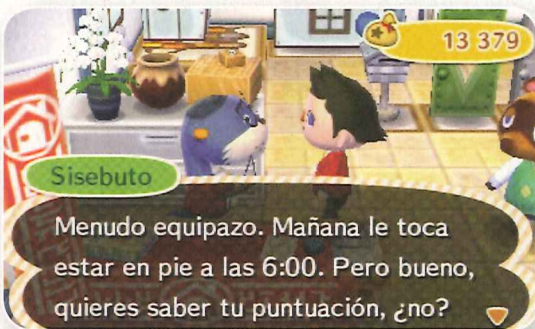 13 379
Sisebuto
Menudo equipazo. Mañana le toca
estar en pie a las 6:00. Pero bueno,
quieres saber tu puntuación, ¿no?